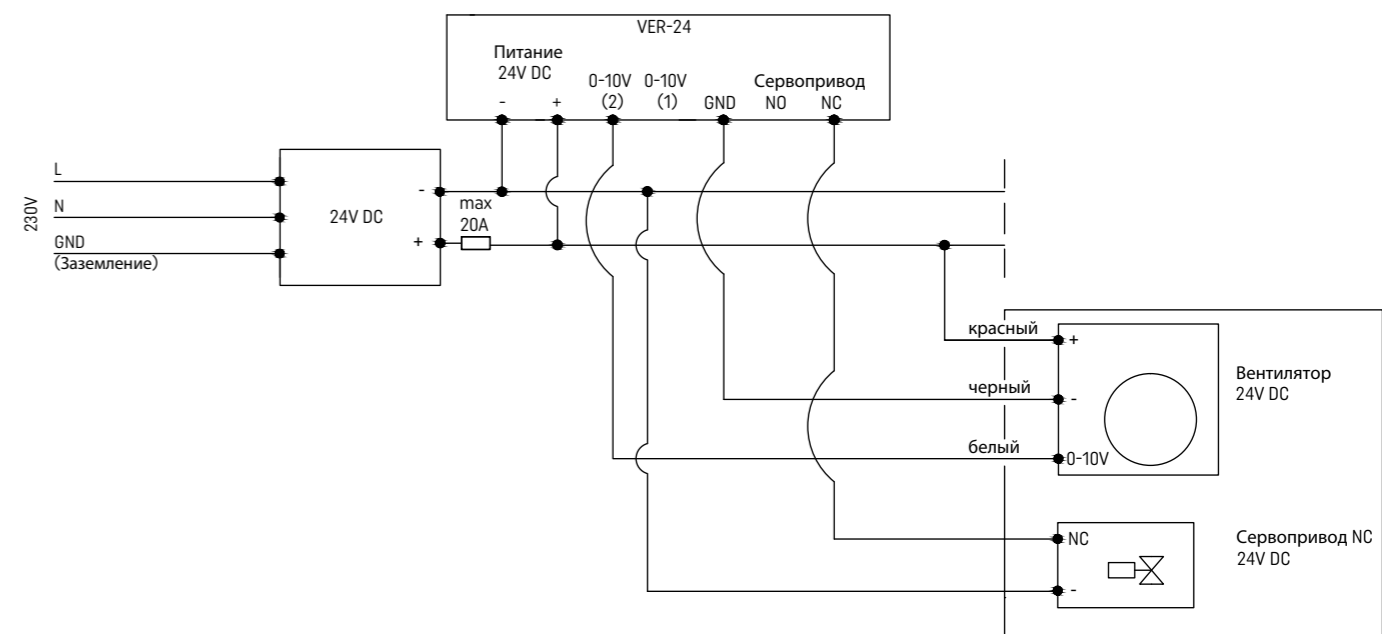 VER-24
Питание
24V DC
0-10V 0-10V Сервопривод
- + (2) (1) GND NO NC
L
N
GND
(Заземление)
230V
24V DC
-
+
max
20A
красный
черный
белый
+
-
0-10V
Вентилятор
24V DC
NC
-
Сервопривод NC
24V DC